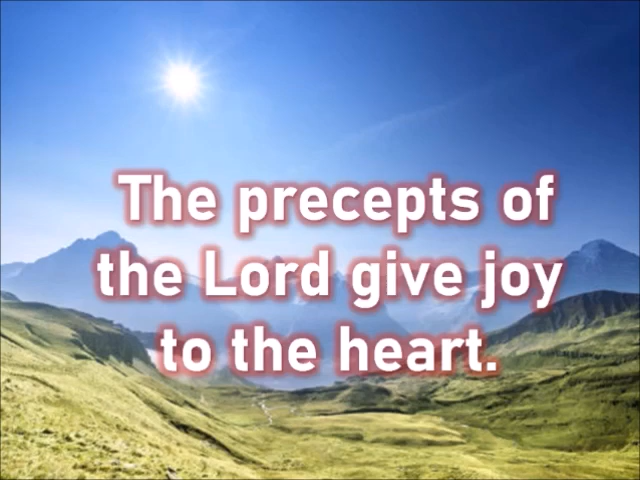 The precepts of
the Lord give joy
to the heart.